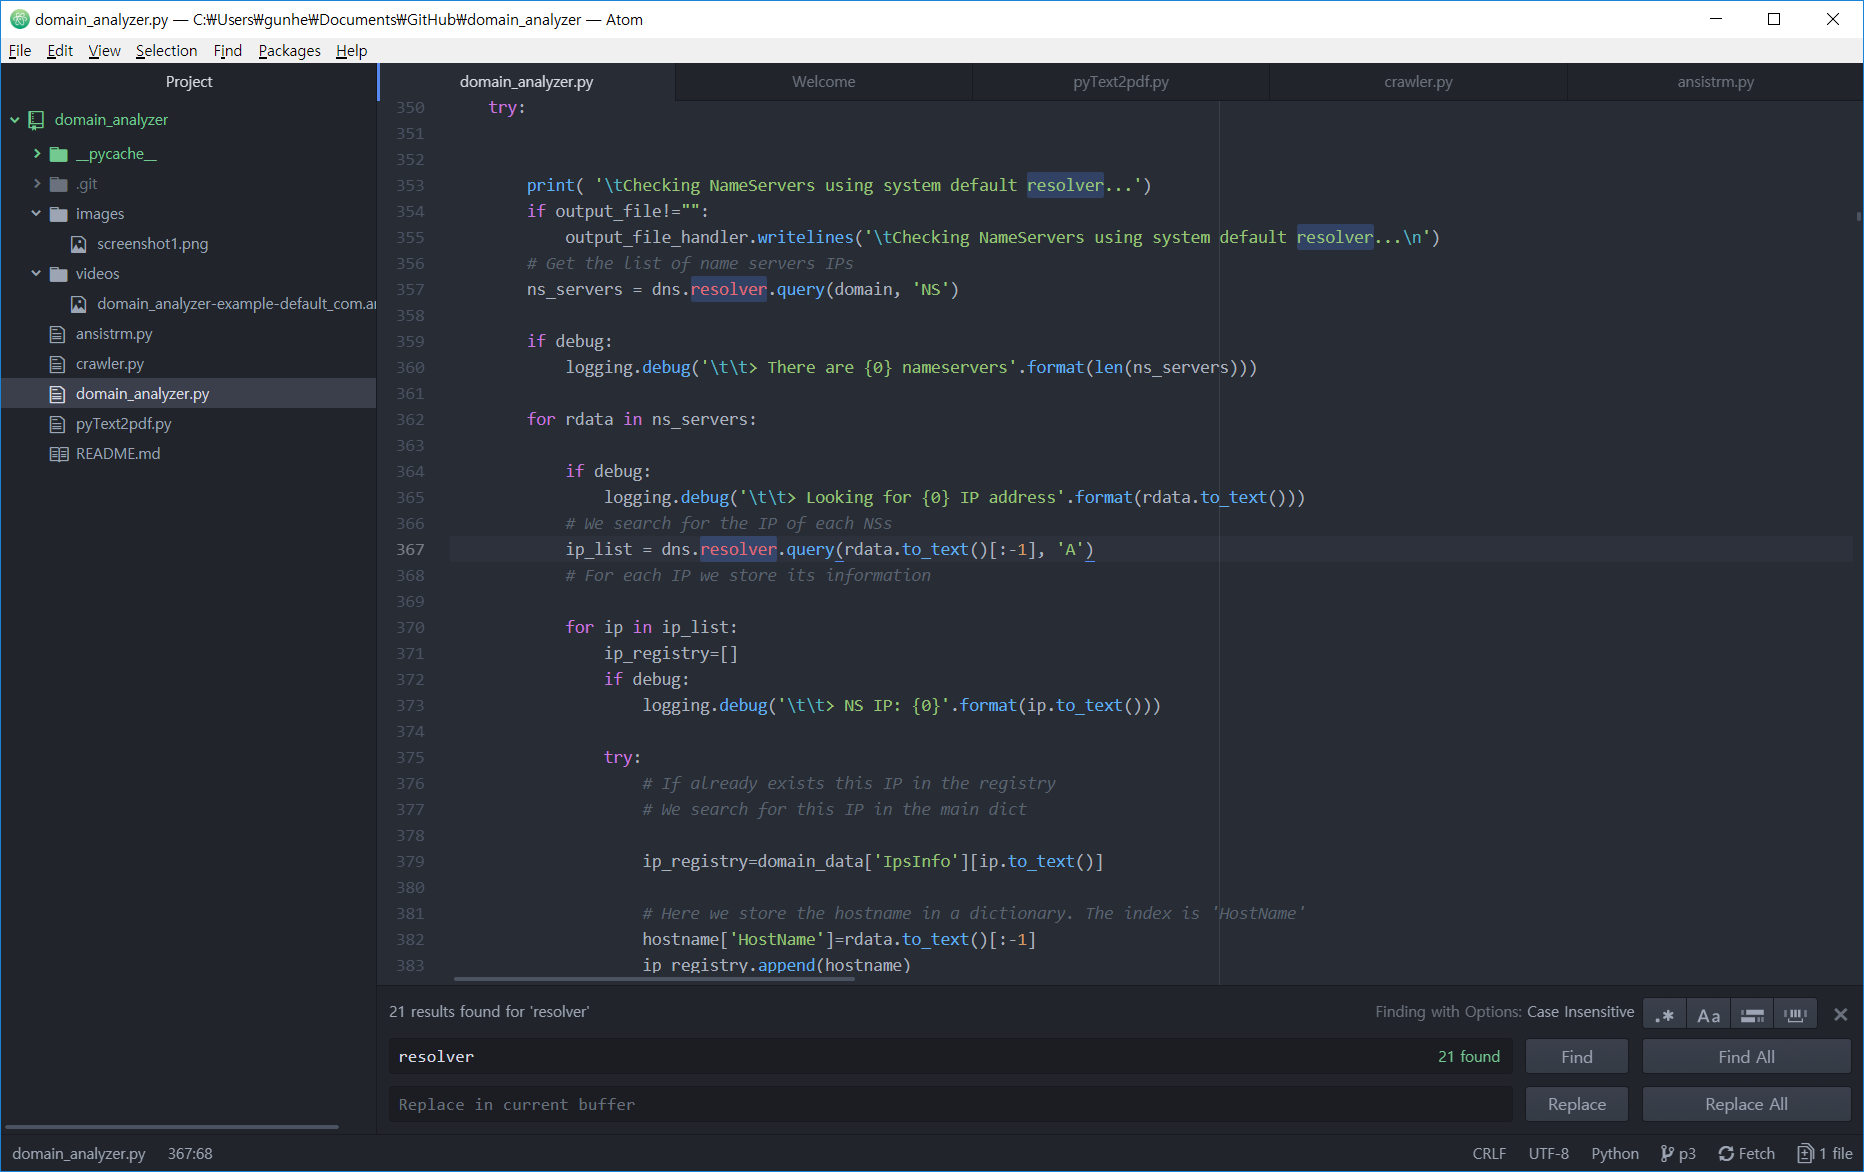 domain_analyzer.py — C:₩Users₩gunhe₩Documents₩GitHub₩domain_analyzer — Atom
File Edit View Selection Find Packages Help
Project
domain_analyzer
__pycache__
.git
images
screenshot1.png
videos
domain_analyzer-example-default_com.ar
ansistrm.py
crawler.py
domain_analyzer.py
pyText2pdf.py
README.md
domain_analyzer.py Welcome pyText2pdf.py crawler.py ansistrm.py
350 try:
351
352
353 print( '\tChecking NameServers using system default resolver...')
354 if output_file!="":
355 output_file_handler.writelines('\tChecking NameServers using system default resolver...\n')
356 # Get the list of name servers IPs
357 ns_servers = dns.resolver.query(domain, 'NS')
358
359 if debug:
360 logging.debug('\t\t> There are {0} nameservers'.format(len(ns_servers)))
361
362 for rdata in ns_servers:
363
364 if debug:
365 logging.debug('\t\t> Looking for {0} IP address'.format(rdata.to_text()))
366 # We search for the IP of each NSs
367 ip_list = dns.resolver.query(rdata.to_text()[:-1], 'A')
368 # For each IP we store its information
369
370 for ip in ip_list:
371 ip_registry=[]
372 if debug:
373 logging.debug('\t\t> NS IP: {0}'.format(ip.to_text()))
374
375 try:
376 # If already exists this IP in the registry
377 # We search for this IP in the main dict
378
379 ip_registry=domain_data['IpsInfo'][ip.to_text()]
380
381 # Here we store the hostname in a dictionary. The index is 'HostName'
382 hostname['HostName']=rdata.to_text()[:-1]
383 ip_registry.append(hostname)
21 results found for 'resolver' Finding with Options: Case Insensitive .* Aa
resolver 21 found Find Find All
Replace in current buffer Replace Replace All
domain_analyzer.py 367:68 CRLF UTF-8 Python p3 Fetch 1 file